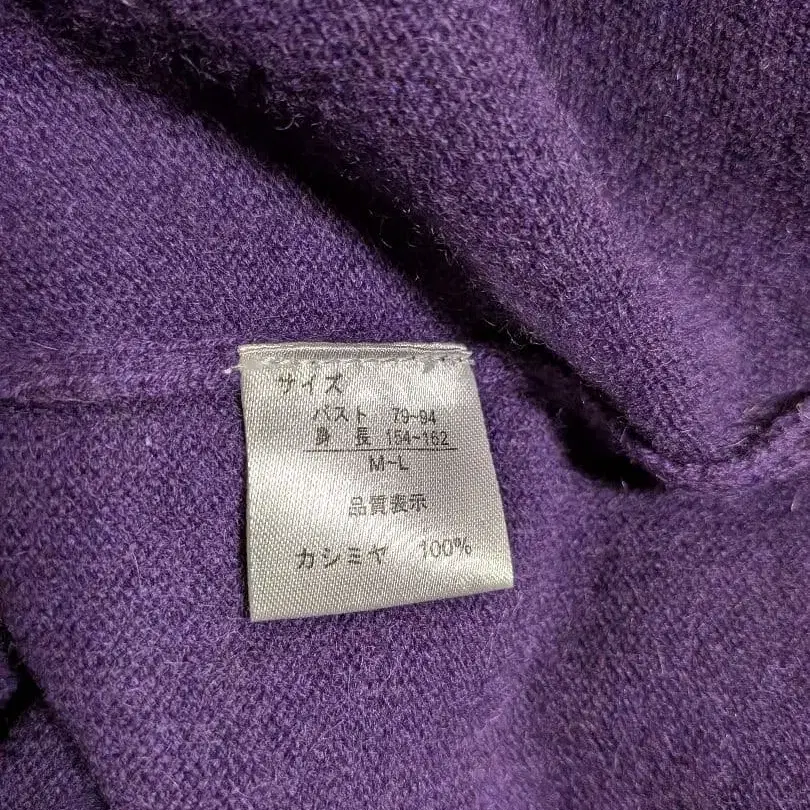 サイズ
バスト 79~94
身長 154~162
M~L
品質表示
カシミヤ 100%